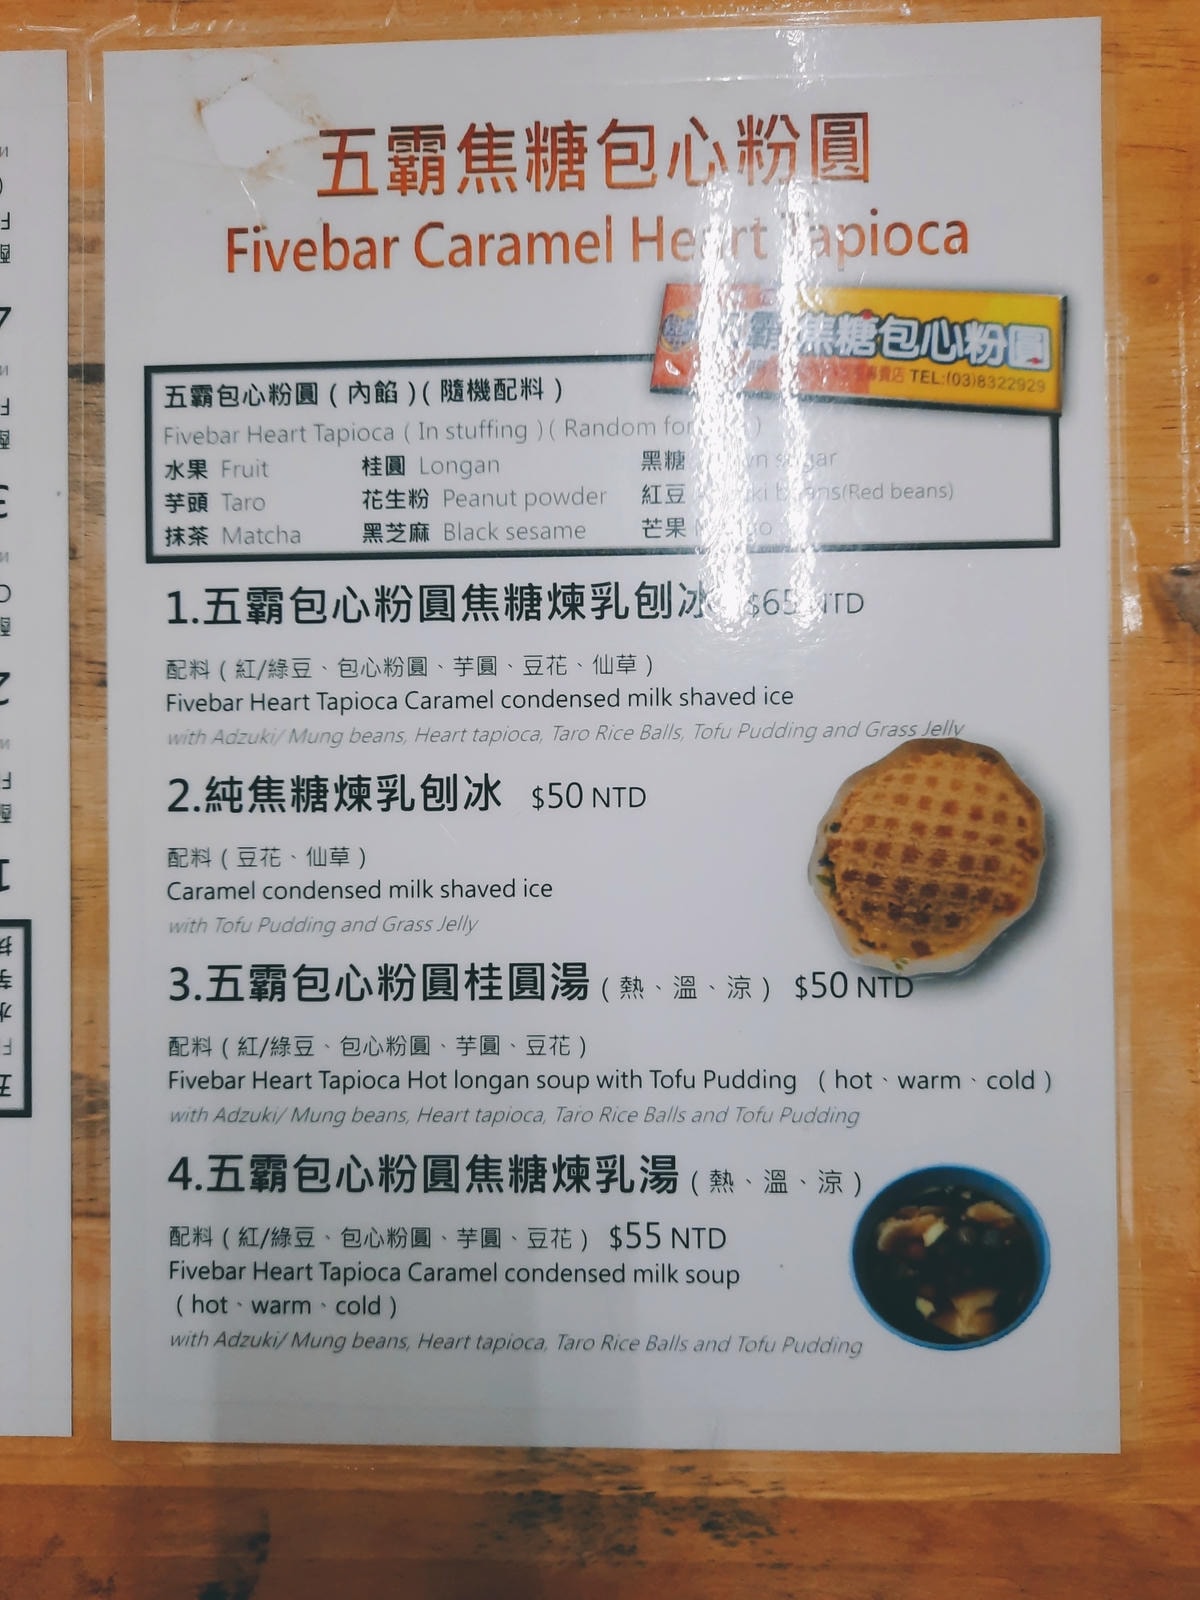 五霸焦糖包心粉圓
Fivebar Caramel Heart Tapioca
霸焦糖包心粉圓
專賣店 TEL:(03)8322929
五霸包心粉圓 ( 內餡 )( 隨機配料 )
Fivebar Heart Tapioca ( In stuffing )( Random for )
水果 Fruit 桂圓 Longan 黑糖 sugar
芋頭 Taro 花生粉 Peanut powder 紅豆 (Red beans)
抹茶 Matcha 黑芝麻 Black sesame 芒果
1.五霸包心粉圓焦糖煉乳刨冰 $65 NTD
配料 ( 紅/綠豆、包心粉圓、芋圓、豆花、仙草 )
Fivebar Heart Tapioca Caramel condensed milk shaved ice
with Adzuki/ Mung beans, Heart tapioca, Taro Rice Balls, Tofu Pudding and Grass Jelly
2.純焦糖煉乳刨冰 $50 NTD
配料 ( 豆花、仙草 )
Caramel condensed milk shaved ice
with Tofu Pudding and Grass Jelly
3.五霸包心粉圓桂圓湯 ( 熱、溫、涼 ) $50 NTD
配料 ( 紅/綠豆、包心粉圓、芋圓、豆花 )
Fivebar Heart Tapioca Hot longan soup with Tofu Pudding ( hot、warm、cold )
with Adzuki/ Mung beans, Heart tapioca, Taro Rice Balls and Tofu Pudding
4.五霸包心粉圓焦糖煉乳湯 ( 熱、溫、涼 )
配料 ( 紅/綠豆、包心粉圓、芋圓、豆花 ) $55 NTD
Fivebar Heart Tapioca Caramel condensed milk soup
( hot、warm、cold )
with Adzuki/ Mung beans, Heart tapioca, Taro Rice Balls and Tofu Pudding